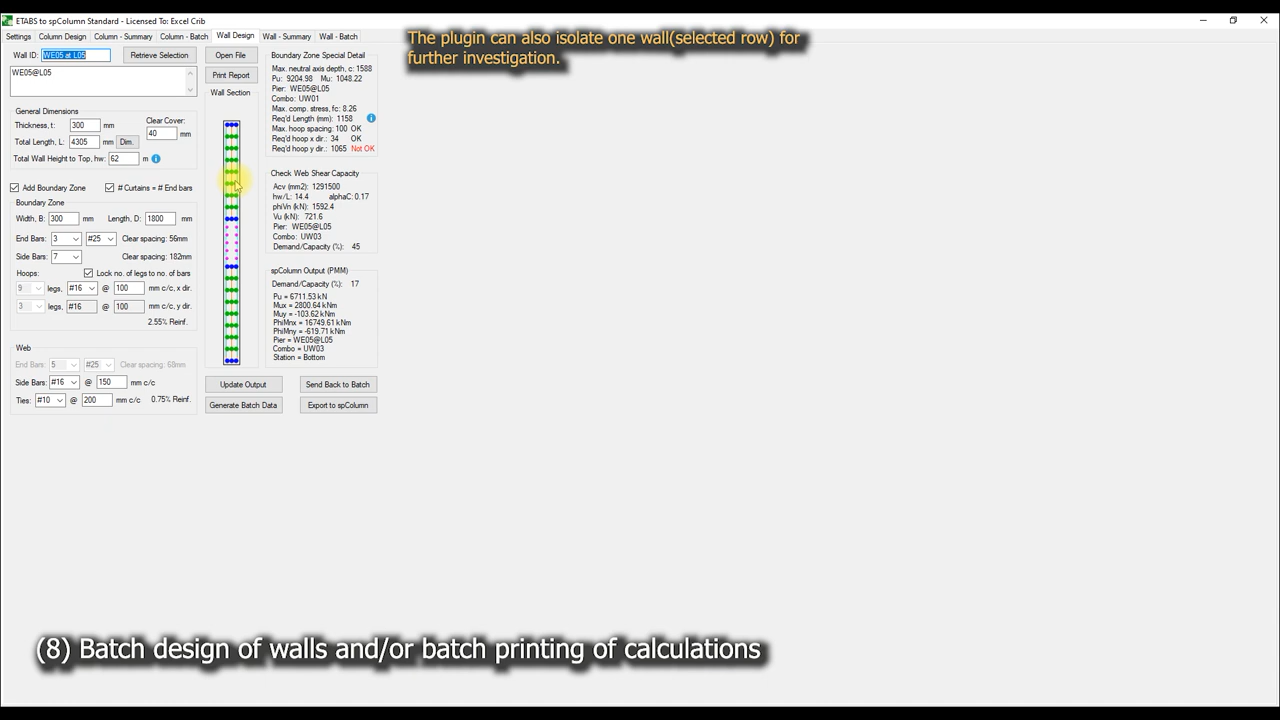 ETABS to spColumn Standard - Licensed To: Excel Crib
Settings Column Design Column - Summary Column - Batch Wall Design Wall - Summary Wall - Batch
The plugin can also isolate one wall(selected row) for
further investigation.
Wall ID: WE05 at L05 Retrieve Selection Open File
WE05@L05
Print Report
Wall Section
General Dimensions
Thickness, t: 300 mm
Clear Cover:
40 mm
Total Length, L: 4305 mm Dim.
Total Wall Height to Top, hw: 62 m
Add Boundary Zone # Curtains = # End bars
Boundary Zone
Width, B: 300 mm Length, D: 1800 mm
End Bars: 3 #25 Clear spacing: 56mm
Side Bars: 7 Clear spacing: 182mm
Hoops: Lock no. of legs to no. of bars
9 legs, #16 @ 100 mm c/c, x dir.
3 legs, #16 @ 100 mm c/c, y dir.
2.55% Reinf.
Web
End Bars: 5 #25 Clear spacing: 68mm
Side Bars: #16 @ 150 mm c/c
Ties: #10 @ 200 mm c/c 0.75% Reinf.
Boundary Zone Special Detail
Max. neutral axis depth, c: 1588
Pu: 9204.98 Mu: 1048.22
Pier: WE05@L05
Combo: UW01
Max. comp. stress, fc: 8.26
Req'd Length (mm): 1158
Max. hoop spacing: 100 OK
Req'd hoop x dir.: 34 OK
Req'd hoop y dir.: 1065 Not OK
Check Web Shear Capacity
Acv (mm2): 1291500
hw/L: 14.4 alphaC: 0.17
phiVn (kN): 1592.4
Vu (kN): 721.6
Pier: WE05@L05
Combo: UW03
Demand/Capacity (%): 45
spColumn Output (PMM)
Demand/Capacity (%): 17
Pu = 6711.53 kN
Mux = 2800.64 kNm
Muy = -103.62 kNm
PhiMnx = 16749.61 kNm
PhiMny = -619.71 kNm
Pier = WE05@L05
Combo = UW03
Station = Bottom
Update Output Send Back to Batch
Generate Batch Data Export to spColumn
(8) Batch design of walls and/or batch printing of calculations